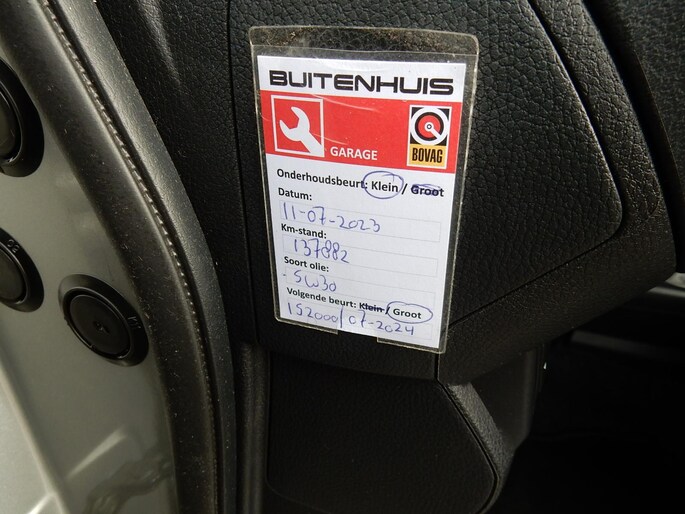 BUITENHUIS
GARAGE
BOVAG
Onderhoudsbeurt: Klein / Groot
Datum:
11-07-2023
Km-stand:
137882
Soort olie:
- 5W30
Volgende beurt: Klein / Groot
152000/07-2024